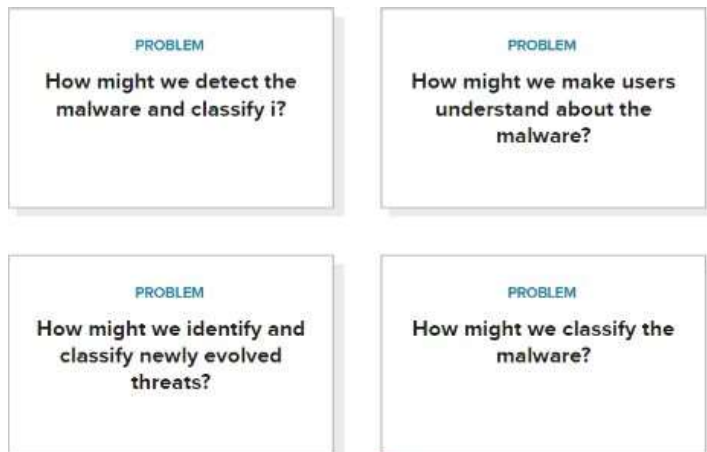 PROBLEM
How might we detect the
malware and classify i?
PROBLEM
How might we make users
understand about the
malware?
PROBLEM
How might we identify and
classify newly evolved
threats?
PROBLEM
How might we classify the
malware?